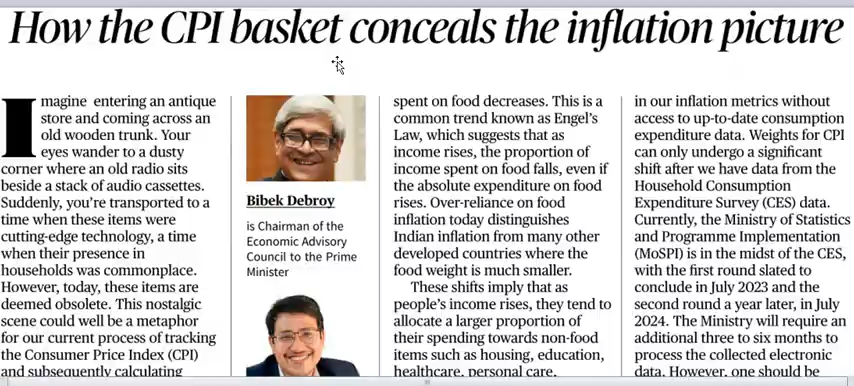 How the CPI basket conceals the inflation picture
Imagine entering an antique
store and coming across an
old wooden trunk. Your
eyes wander to a dusty
corner where an old radio sits
beside a stack of audio cassettes.
Suddenly, you're transported to a
time when these items were
cutting-edge technology, a time
when their presence in
households was commonplace.
However, today, these items are
deemed obsolete. This nostalgic
scene could well be a metaphor
for our current process of tracking
the Consumer Price Index (CPI)
and subsequently calculating
Bibek Debroy
is Chairman of the
Economic Advisory
Council to the Prime
Minister
spent on food decreases. This is a
common trend known as Engel's
Law, which suggests that as
income rises, the proportion of
income spent on food falls, even if
the absolute expenditure on food
rises. Over-reliance on food
inflation today distinguishes
Indian inflation from many other
developed countries where the
food weight is much smaller.
These shifts imply that as
people's income rises, they tend to
allocate a larger proportion of
their spending towards non-food
items such as housing, education,
healthcare, personal care,
in our inflation metrics without
access to up-to-date consumption
expenditure data. Weights for CPI
can only undergo a significant
shift after we have data from the
Household Consumption
Expenditure Survey (CES) data.
Currently, the Ministry of Statistics
and Programme Implementation
(MoSPI) is in the midst of the CES,
with the first round slated to
conclude in July 2023 and the
second round a year later, in July
2024. The Ministry will require an
additional three to six months to
process the collected electronic
data. However, one should be